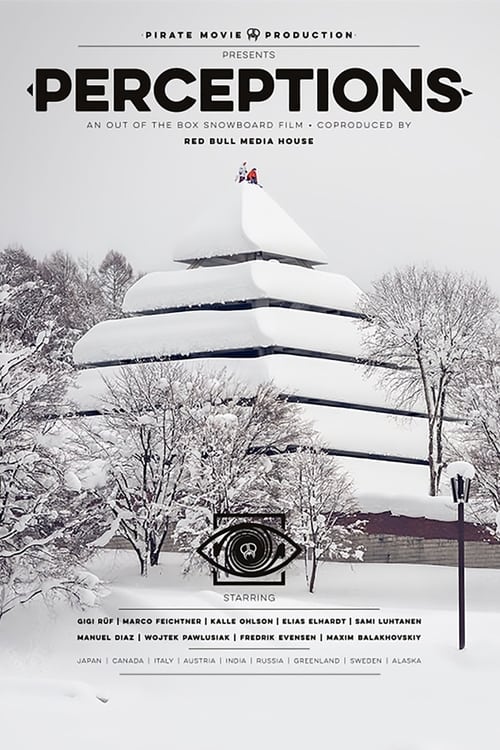 ·PIRATE MOVIE PRODUCTION·
PRESENTS
PERCEPTIONS
AN OUT OF THE BOX SNOWBOARD FILM • COPRODUCED BY
RED BULL MEDIA HOUSE
STARRING
GIGI RÜF | MARCO FEICHTNER | KALLE OHLSON | ELIAS ELHARDT | SAMI LUHTANEN
MANUEL DIAZ | WOJTEK PAWLUSIAK | FREDRIK EVENSEN | MAXIM BALAKHOVSKIY
JAPAN | CANADA | ITALY | AUSTRIA | INDIA | RUSSIA | GREENLAND | SWEDEN | ALASKA